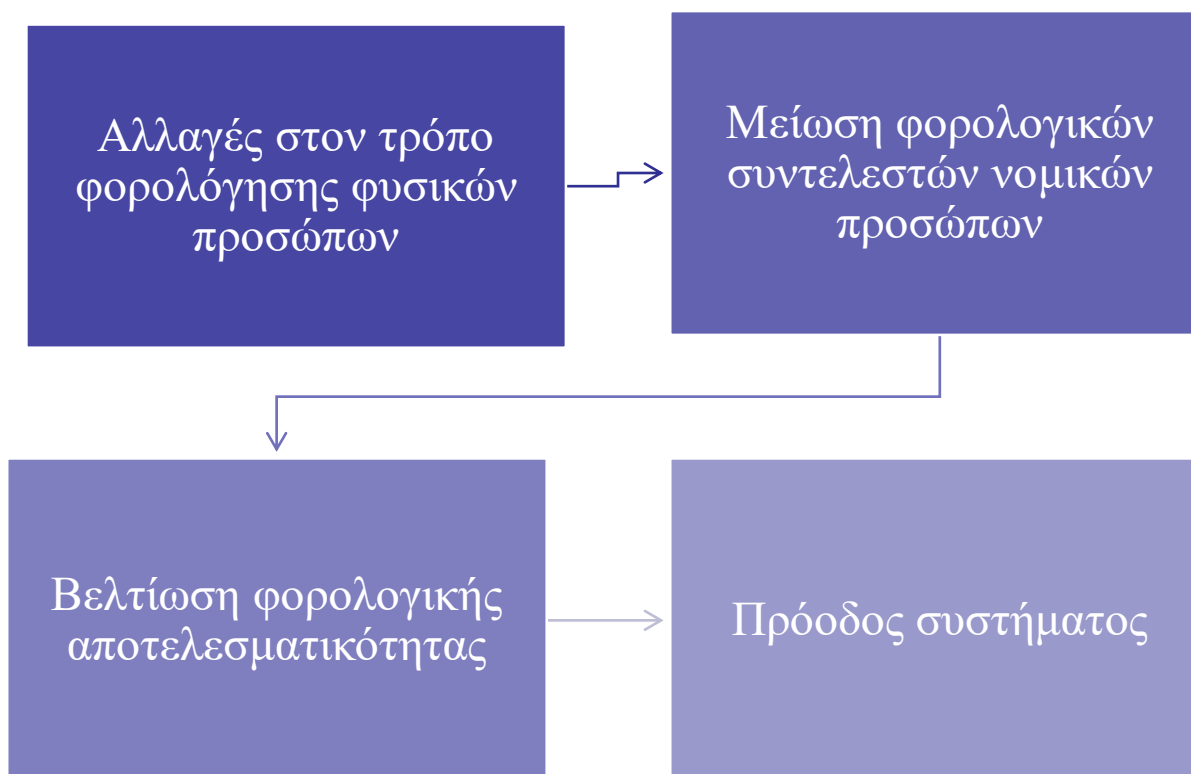 Αλλαγές στον τρόπο
φορολόγησης φυσικών
προσώπων
Μείωση φορολογικών
συντελεστών νομικών
προσώπων
Βελτίωση φορολογικής
αποτελεσματικότητας
Πρόοδος συστήματος